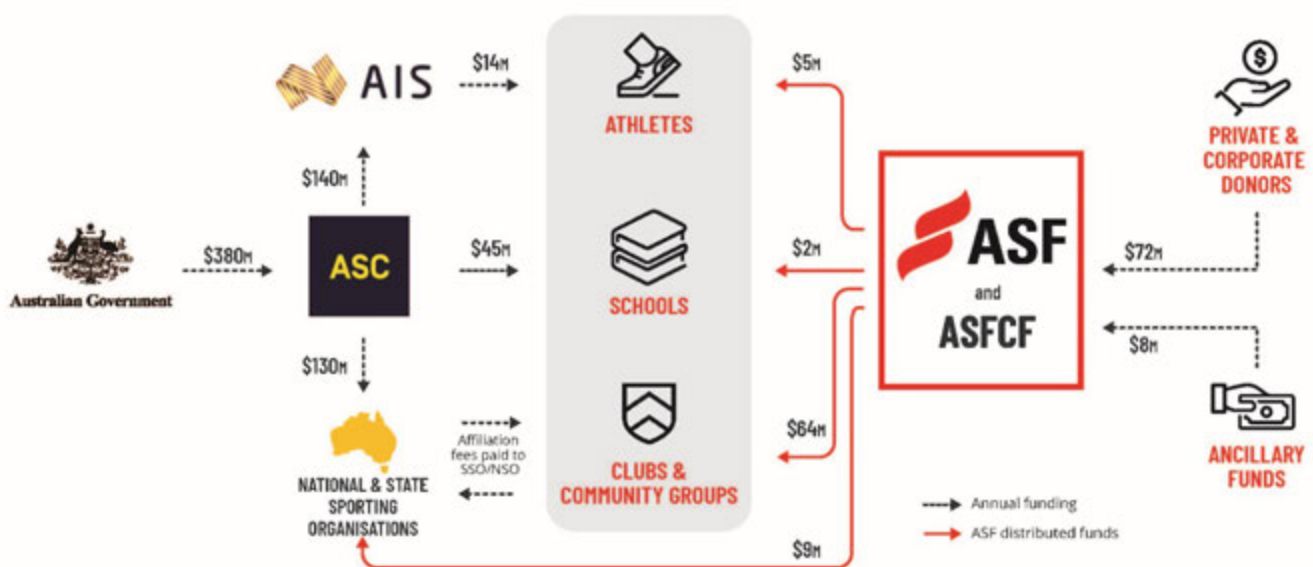 AIS
$14M
ATHLETES
$5M
$
PRIVATE &
CORPORATE
DONORS
$140M
Australian Government
$380M
ASC
$45M
SCHOOLS
$2M
ASF
and
ASFCF
$72M
$8M
$130M
NATIONAL & STATE
SPORTING
ORGANISATIONS
Affiliation
fees paid to
SSO/NSO
CLUBS &
COMMUNITY GROUPS
$64M
ANCILLARY
FUNDS
Annual funding
ASF distributed funds
$9M